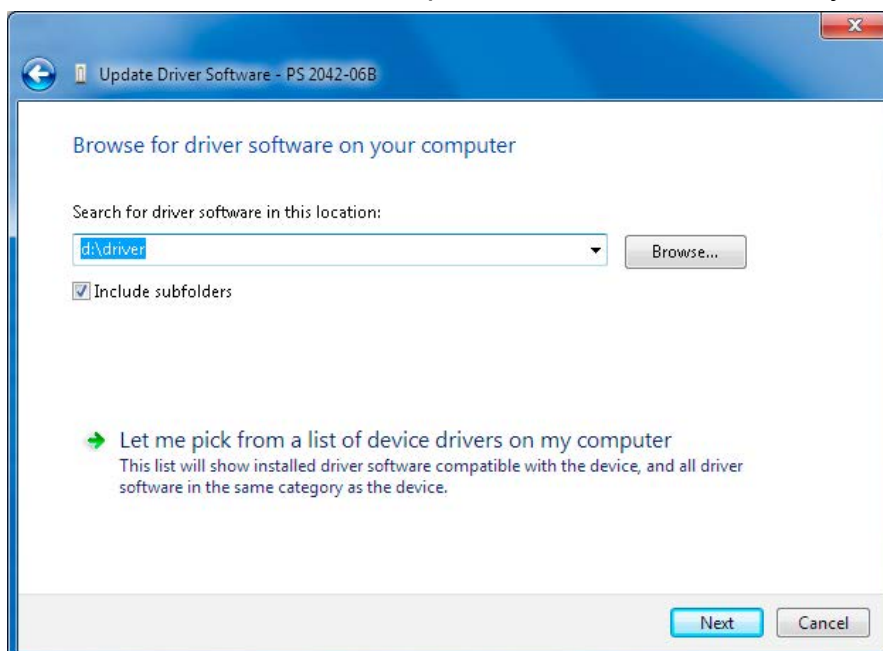 Update Driver Software - PS 2042-06B
Browse for driver software on your computer
Search for driver software in this location:
d:\driver
Browse...
Include subfolders
Let me pick from a list of device drivers on my computer
This list will show installed driver software compatible with the device, and all driver
software in the same category as the device.
Next Cancel